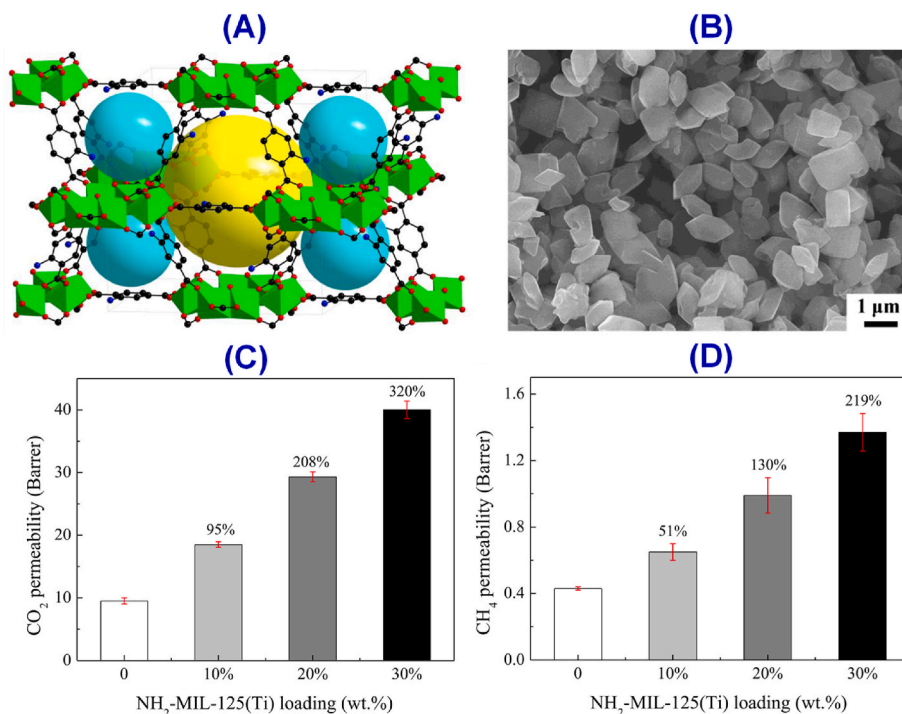 (A)
(B)
1 µm
(C)
(D)
CO₂ permeability (Barrer)
40
30
20
10
0
95%
208%
320%
0
10%
20%
30%
NH₂-MIL-125(Ti) loading (wt.%)
CH₄ permeability (Barrer)
1.6
1.2
0.8
0.4
0.0
51%
130%
219%
0
10%
20%
30%
NH₂-MIL-125(Ti) loading (wt.%)